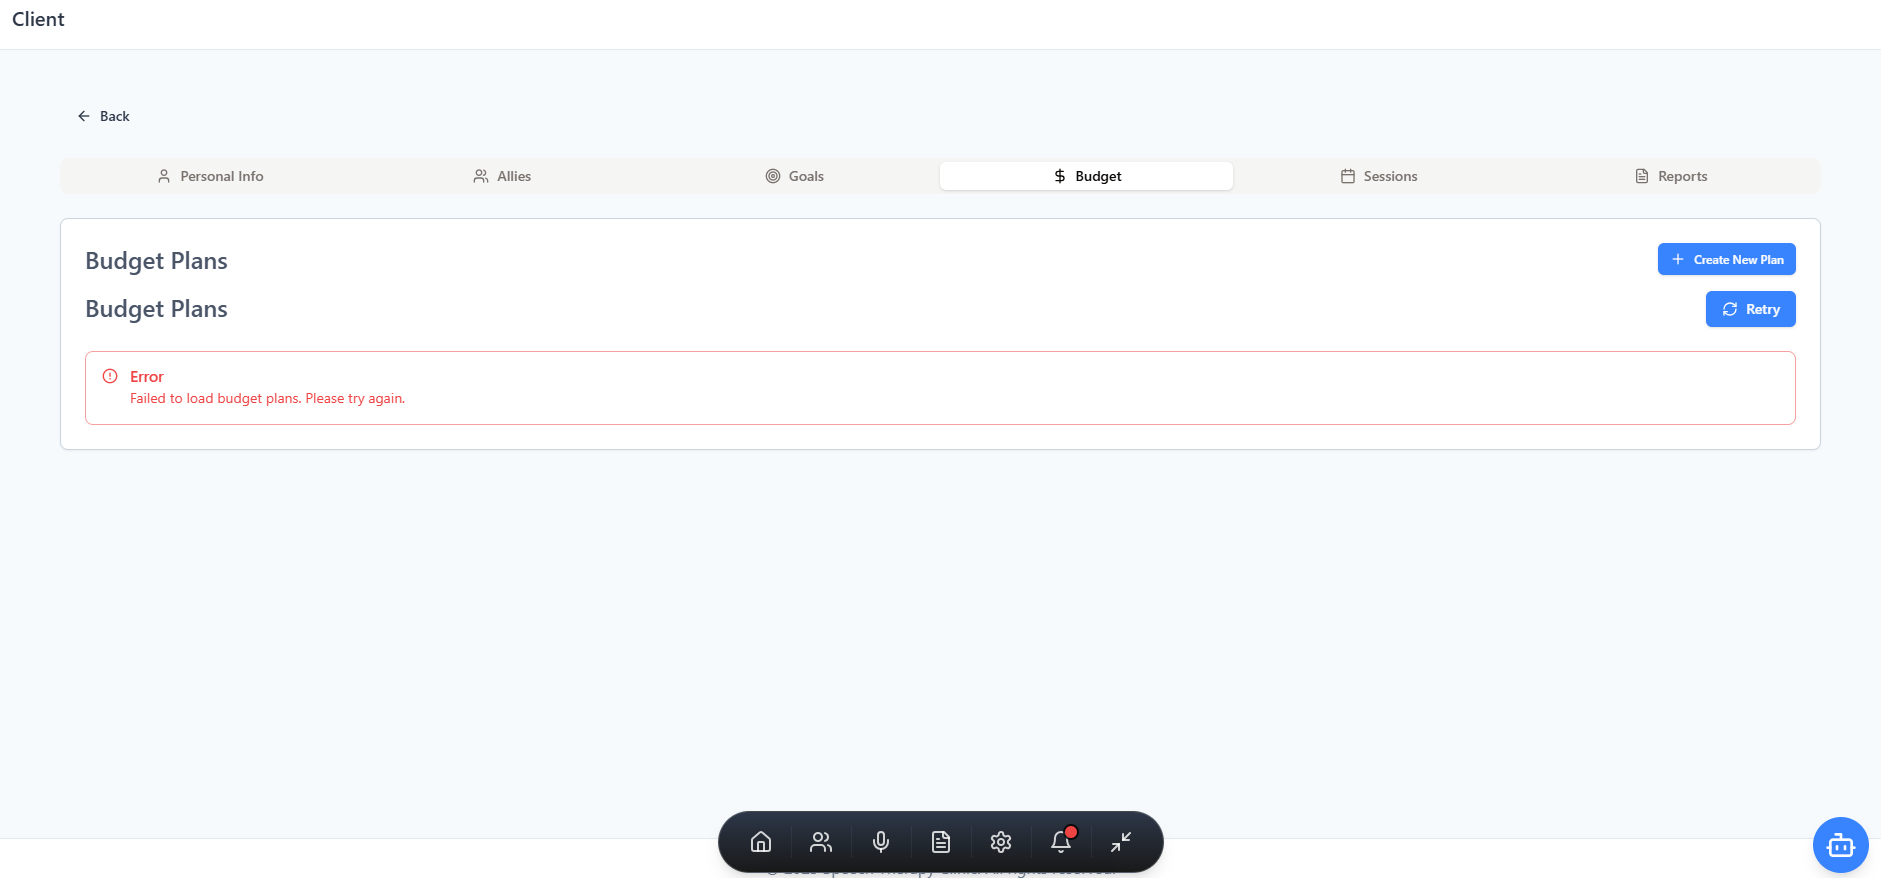 Client
Back
Personal Info
Allies
Goals
Budget
Sessions
Reports
Budget Plans
Create New Plan
Budget Plans
Retry
Error
Failed to load budget plans. Please try again.